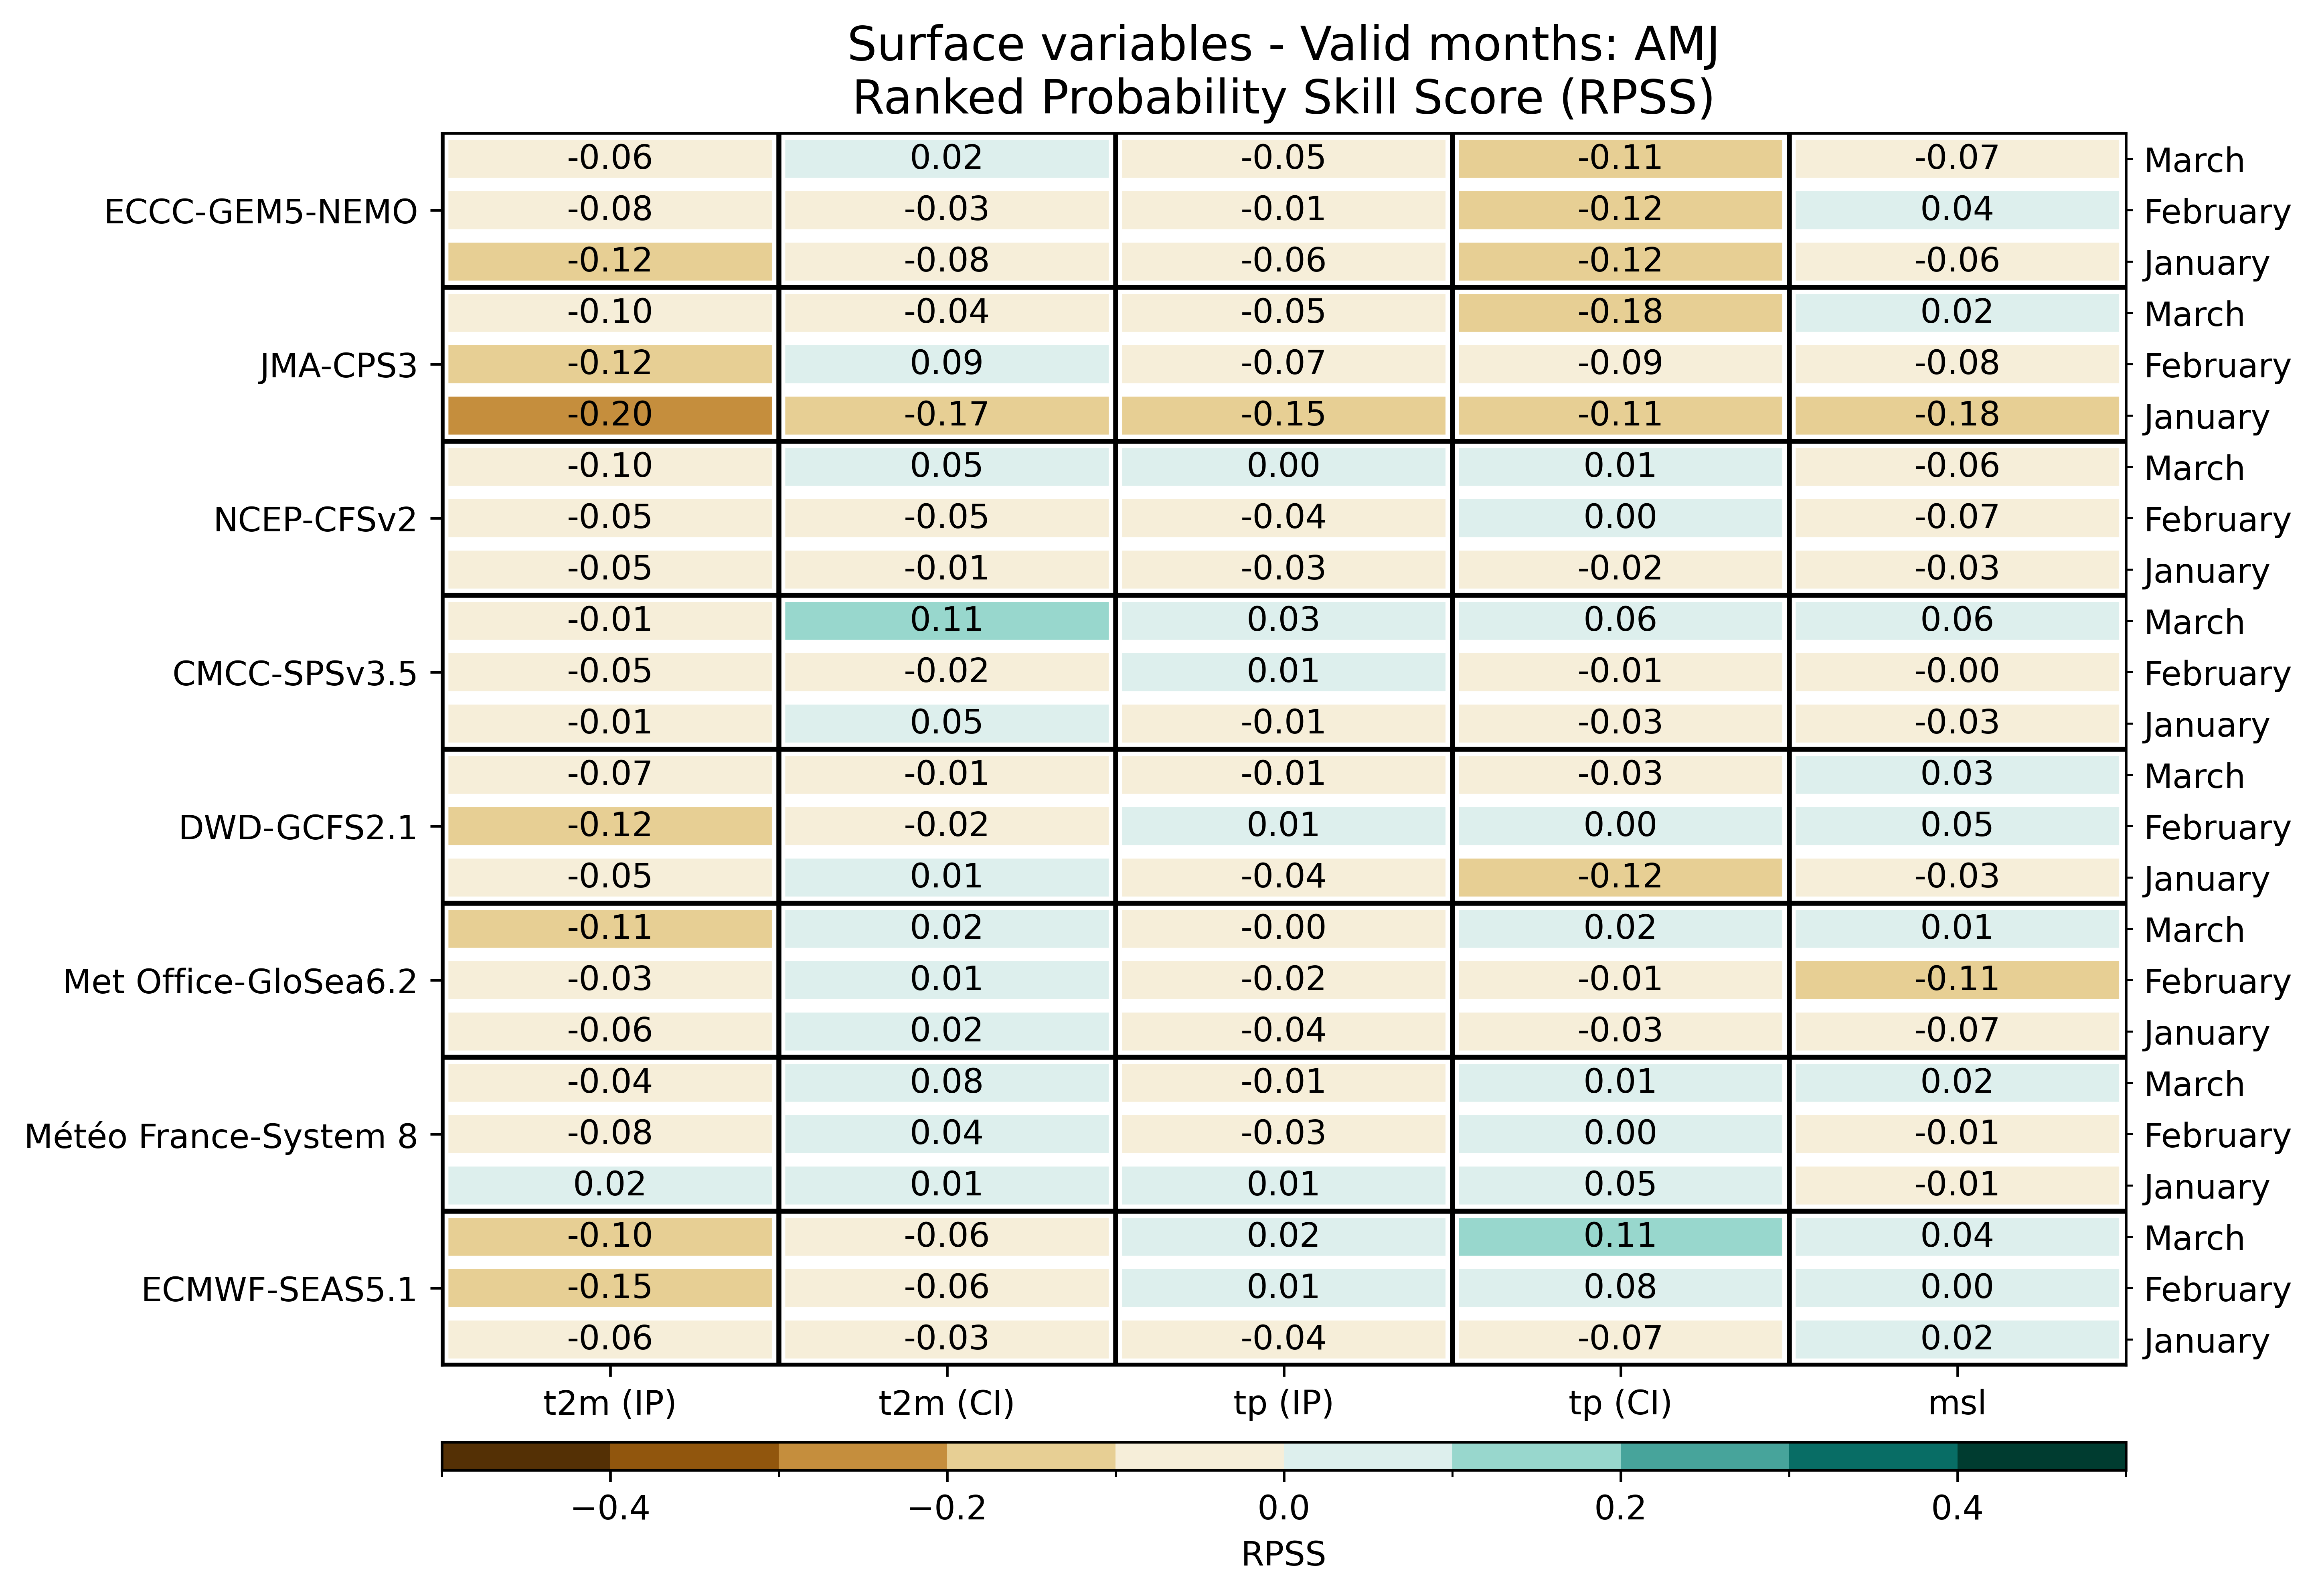 Surface variables - Valid months: AMJ
Ranked Probability Skill Score (RPSS)
-0.06 0.02 -0.05 -0.11 -0.07 March
ECCC-GEM5-NEMO -0.08 -0.03 -0.01 -0.12 0.04 February
-0.12 -0.08 -0.06 -0.12 -0.06 January
-0.10 -0.04 -0.05 -0.18 0.02 March
JMA-CPS3 -0.12 0.09 -0.07 -0.09 -0.08 February
-0.20 -0.17 -0.15 -0.11 -0.18 January
-0.10 0.05 0.00 0.01 -0.06 March
NCEP-CFSv2 -0.05 -0.05 -0.04 0.00 -0.07 February
-0.05 -0.01 -0.03 -0.02 -0.03 January
-0.01 0.11 0.03 0.06 0.06 March
CMCC-SPSv3.5 -0.05 -0.02 0.01 -0.01 -0.00 February
-0.01 0.05 -0.01 -0.03 -0.03 January
-0.07 -0.01 -0.01 -0.03 0.03 March
DWD-GCFS2.1 -0.12 -0.02 0.01 0.00 0.05 February
-0.05 0.01 -0.04 -0.12 -0.03 January
-0.11 0.02 -0.00 0.02 0.01 March
Met Office-GloSea6.2 -0.03 0.01 -0.02 -0.01 -0.11 February
-0.06 0.02 -0.04 -0.03 -0.07 January
-0.04 0.08 -0.01 0.01 0.02 March
Météo France-System 8 -0.08 0.04 -0.03 0.00 -0.01 February
0.02 0.01 0.01 0.05 -0.01 January
-0.10 -0.06 0.02 0.11 0.04 March
ECMWF-SEAS5.1 -0.15 -0.06 0.01 0.08 0.00 February
-0.06 -0.03 -0.04 -0.07 0.02 January
t2m (IP) t2m (CI) tp (IP) tp (CI) msl
−0.4 −0.2 0.0 0.2 0.4
RPSS